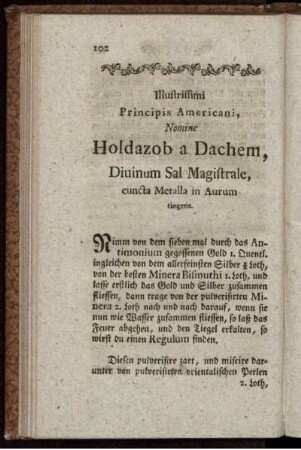 102
Illustrissimi
Principis Americani,
Nomine
Holdazob a Dachem,
Diuinum Sal Magistrale,
cuncta Metalla in Aurum
tingens.
Nimm von dem sieben mal durch das An-
timonium gegossenen Gold 1. Quentl.
ingleichen von dem allerfeinsten Silber ½ Loth,
von der besten Minera Bismuthi 1. Loth, und
lasse erstlich das Gold und Silber zusammen
fliessen, dann trage von der pulverisirten Mi-
nera 2. Loth nach und nach darauf, wenn sie
nun wie Wasser zusammen fliessen, so laß das
Feuer abgehen, und den Tiegel erkalten, so
wirst du einen Regulum finden.
Diesen pulverisire zart, und miscire dar-
unter von pulverisirten orientalischen Perlen
2. Loth,